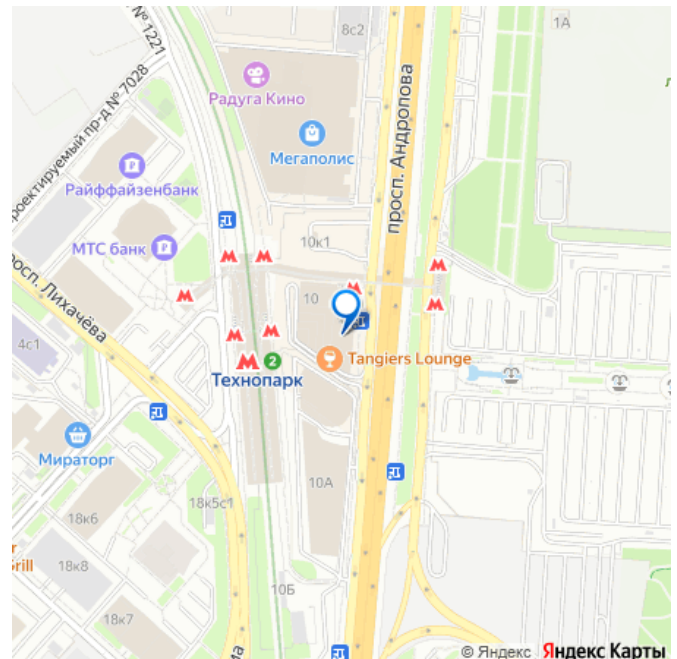 № 1221
8с2
1А
Радуга Кино
проектируемый пр-д № 7028
Мегаполис
просп. Андропова
Райффайзенбанк
МТС банк
10к1
просп. Лихачёва
10
4с1
2
Tangiers Lounge
Технопарк
Мираторг
10А
18к5с1
18к6
Grill
18к8
10Б
18к7
© Яндекс Яндекс Карты